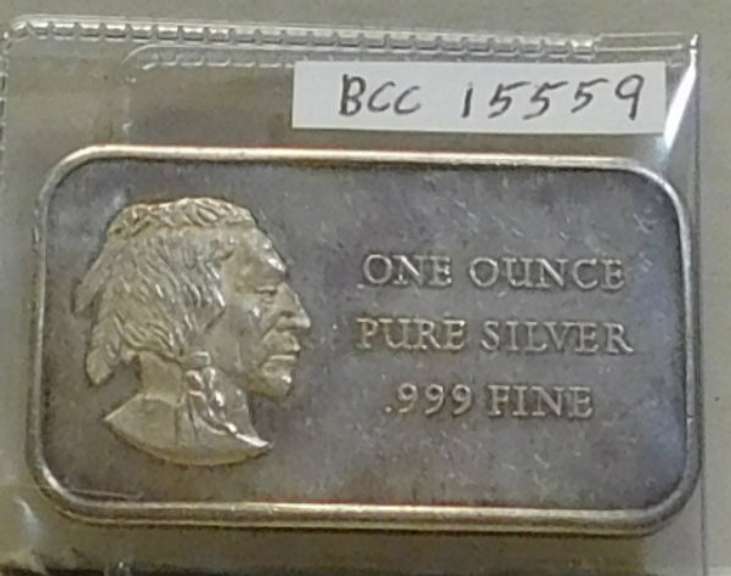 BCC 15559
ONE OUNCE
PURE SILVER
.999 FINE